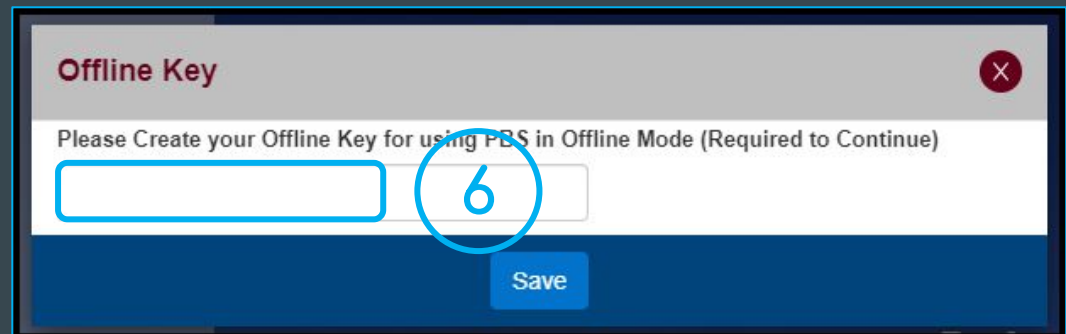 Offline Key
X
Please Create your Offline Key for using PBS in Offline Mode (Required to Continue)
6
Save